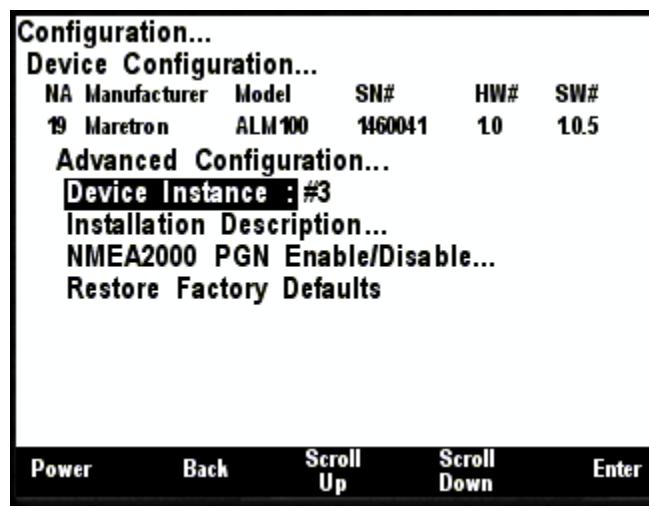 Configuration...
Device Configuration...
NA Manufacturer Model SN# HW# SW#
19 Maretron ALM100 1460041 1.0 1.0.5
Advanced Configuration...
Device Instance : #3
Installation Description...
NMEA2000 PGN Enable/Disable...
Restore Factory Defaults
Power Back Scroll Up Scroll Down Enter